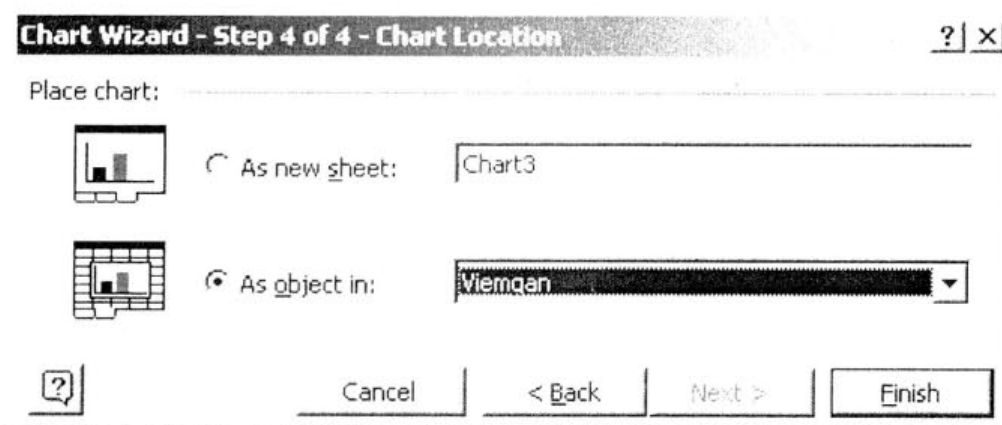 Chart Wizard - Step 4 of 4 - Chart Location ? ×
Place chart:
As new sheet: Chart3
As object in: Viemgan
? Cancel < Back Next > Finish